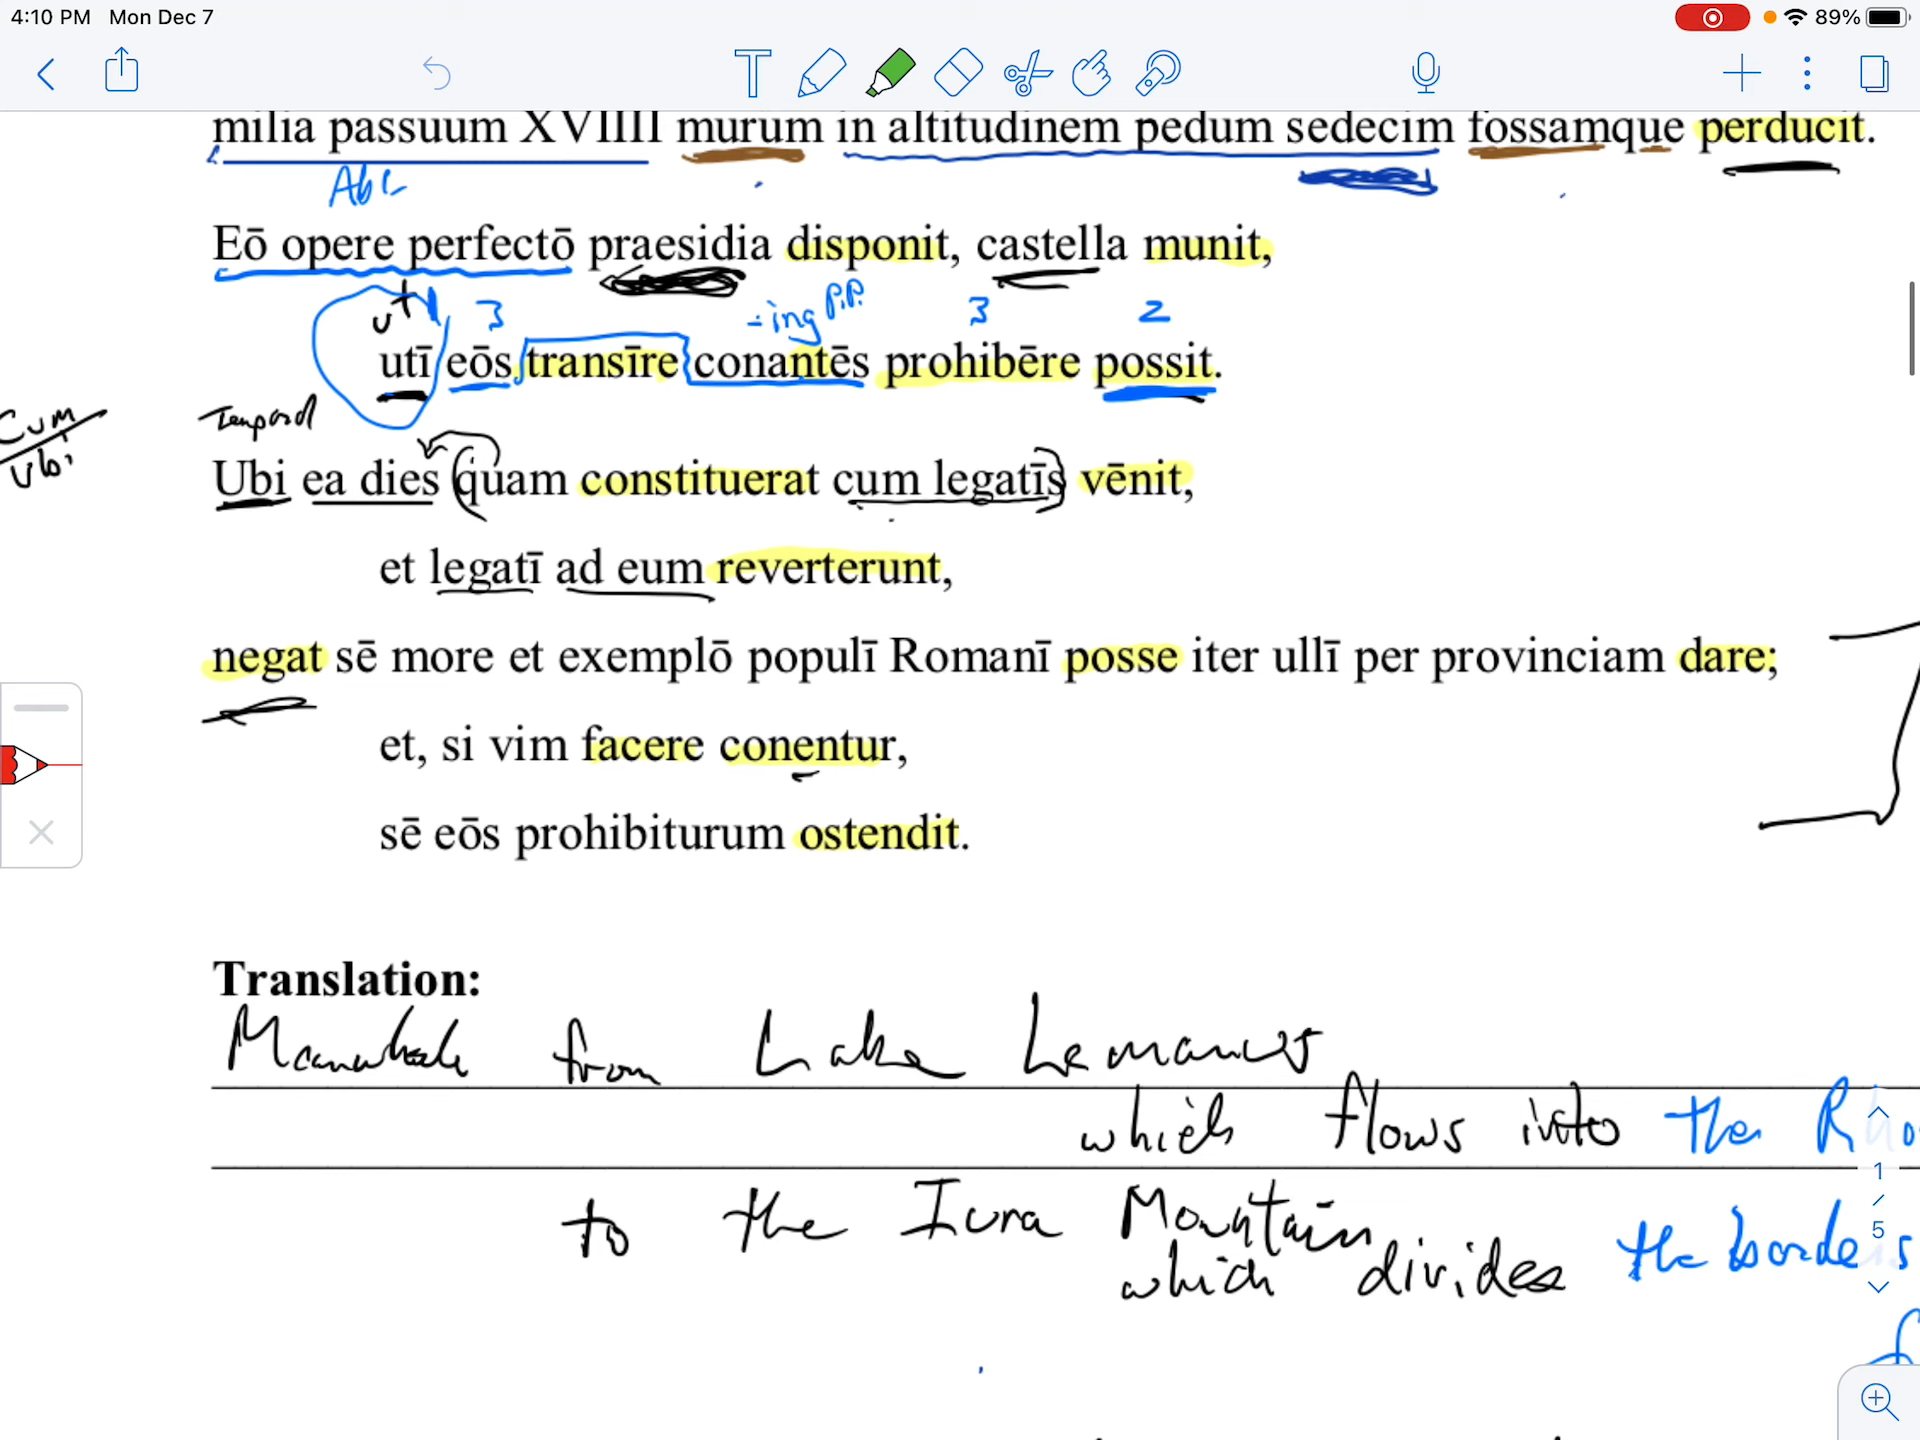 4:10 PM Mon Dec 7 89%
milia passuum XVIIII murum in altitudinem pedum sedecim fossamque perducit.
Abl
Eō opere perfectō praesidia disponit, castella munit,
ut 3 -ing P.P. 3 2
utī eōs transīre conantēs prohibēre possit.
Cum Temporal
Ubi
Ubi ea dies (quam constituerat cum legatīs) vēnit,
et legatī ad eum reverterunt,
negat sē more et exemplō populī Romanī posse iter ullī per provinciam dare;
et, si vim facere conentur,
sē eōs prohibiturum ostendit.
Translation:
Meanwhile from Lake Lemanus
which flows into the Rho
to the Iura Mountain
which divides the borders
1
/
5